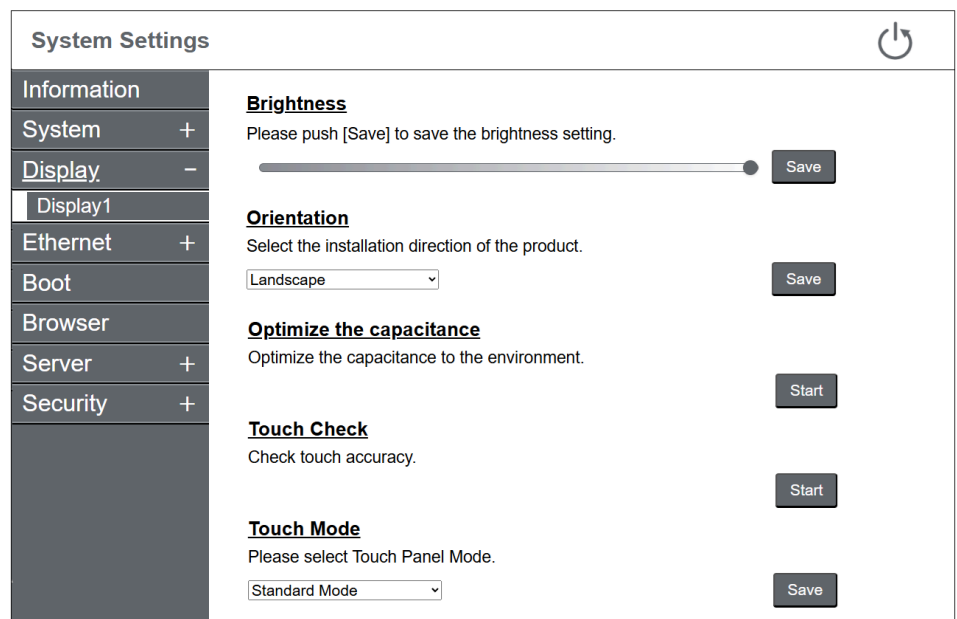 System Settings
Information
System +
Display -
Display1
Ethernet +
Boot
Browser
Server +
Security +
Brightness
Please push [Save] to save the brightness setting.
Save
Orientation
Select the installation direction of the product.
Landscape
Save
Optimize the capacitance
Optimize the capacitance to the environment.
Start
Touch Check
Check touch accuracy.
Start
Touch Mode
Please select Touch Panel Mode.
Standard Mode
Save